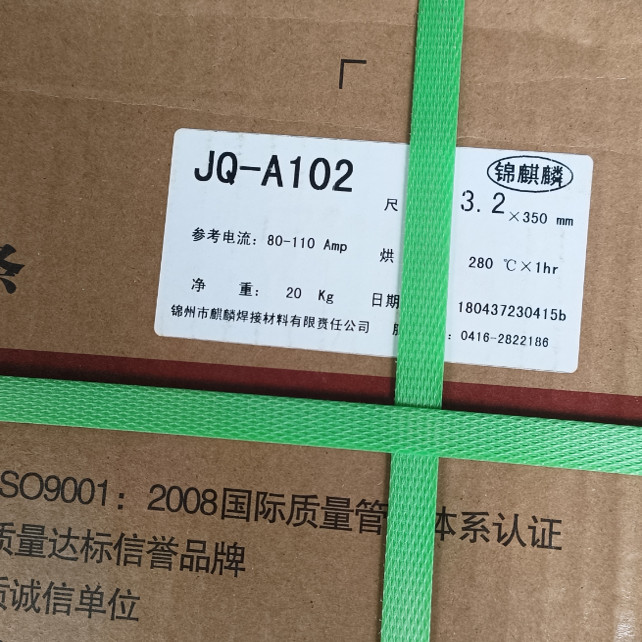 JQ-A102
锦麒麟
尺 3.2×350 mm
参考电流: 80-110 Amp
烘 280 ℃×1hr
净 重: 20 Kg
日期 180437230415b
锦州市麒麟焊接材料有限责任公司
: 0416-2822186
条
ISO9001: 2008国际质量管 体系认证
质量达标信誉品牌
质诚信单位